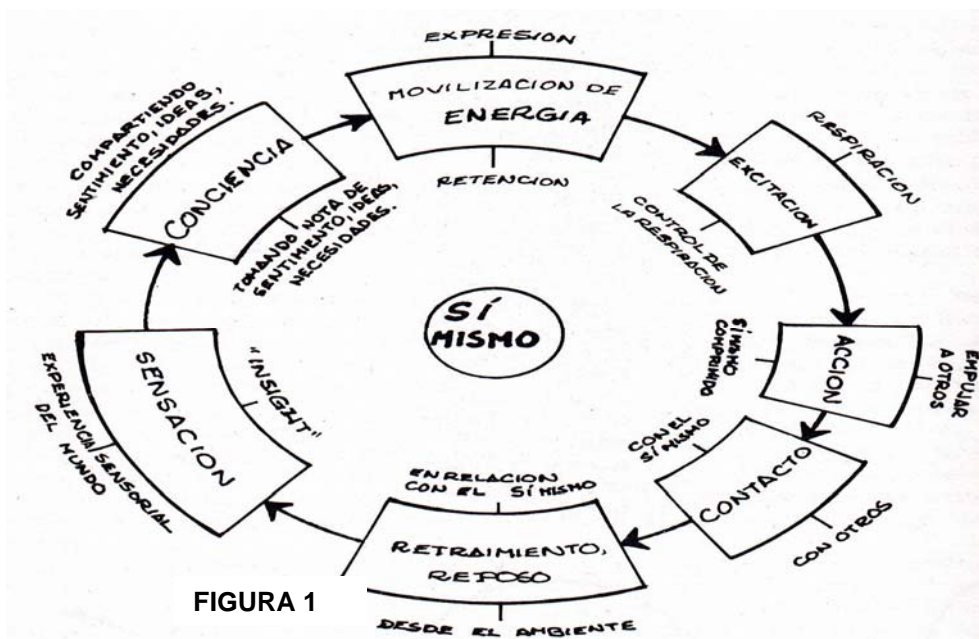 EXPRESION
MOVILIZACION DE
ENERGIA
RETENCION
RESPIRACION
EXCITACION
CONTROL DE
LA RESPIRACION
EMPUJAR
A OTROS
ACCION
SÍ MISMO
COMPRIMIDO
CON EL
SÍ MISMO
CONTACTO
CON OTROS
EN RELACION
CON EL SÍ MISMO
RETRAIMIENTO,
REPOSO
DESDE EL AMBIENTE
"INSIGHT"
SENSACION
EXPERIENCIA/SENSORIAL
DEL MUNDO
COMPARTIENDO
SENTIMIENTO, IDEAS,
NECESIDADES.
CONCIENCIA
TOMANDO NOTA DE
SENTIMIENTO, IDEAS,
NECESIDADES.
SÍ
MISMO
FIGURA 1